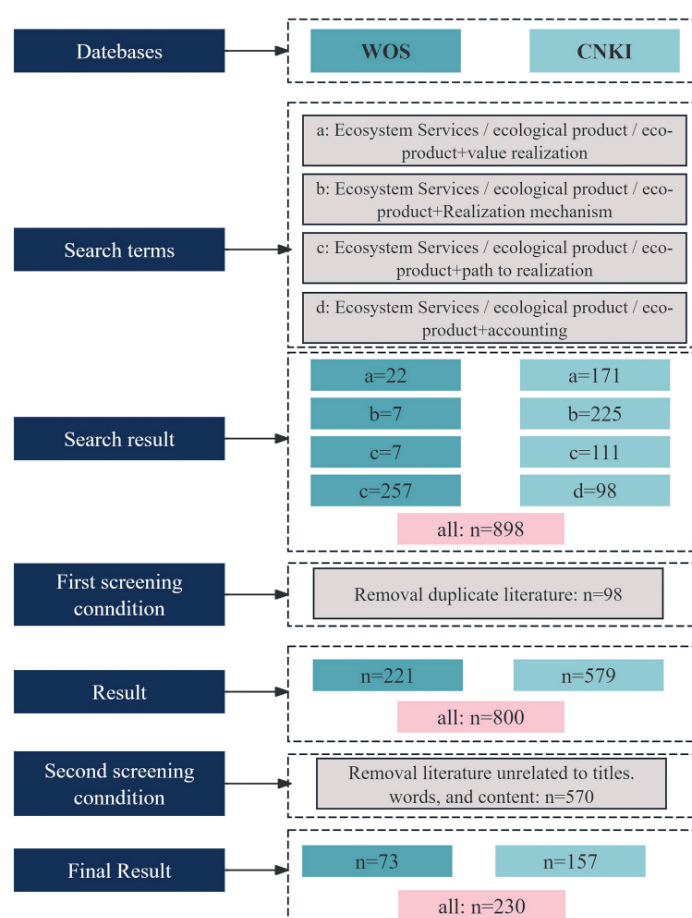 Datebases
WOS
CNKI
Search terms
a: Ecosystem Services / ecological product / eco-
product+value realization
b: Ecosystem Services / ecological product / eco-
product+Realization mechanism
c: Ecosystem Services / ecological product / eco-
product+path to realization
d: Ecosystem Services / ecological product / eco-
product+accounting
Search result
a=22
a=171
b=7
b=225
c=7
c=111
c=257
d=98
all: n=898
First screening
conndition
Removal duplicate literature: n=98
Result
n=221
n=579
all: n=800
Second screening
conndition
Removal literature unrelated to titles.
words, and content: n=570
Final Result
n=73
n=157
all: n=230